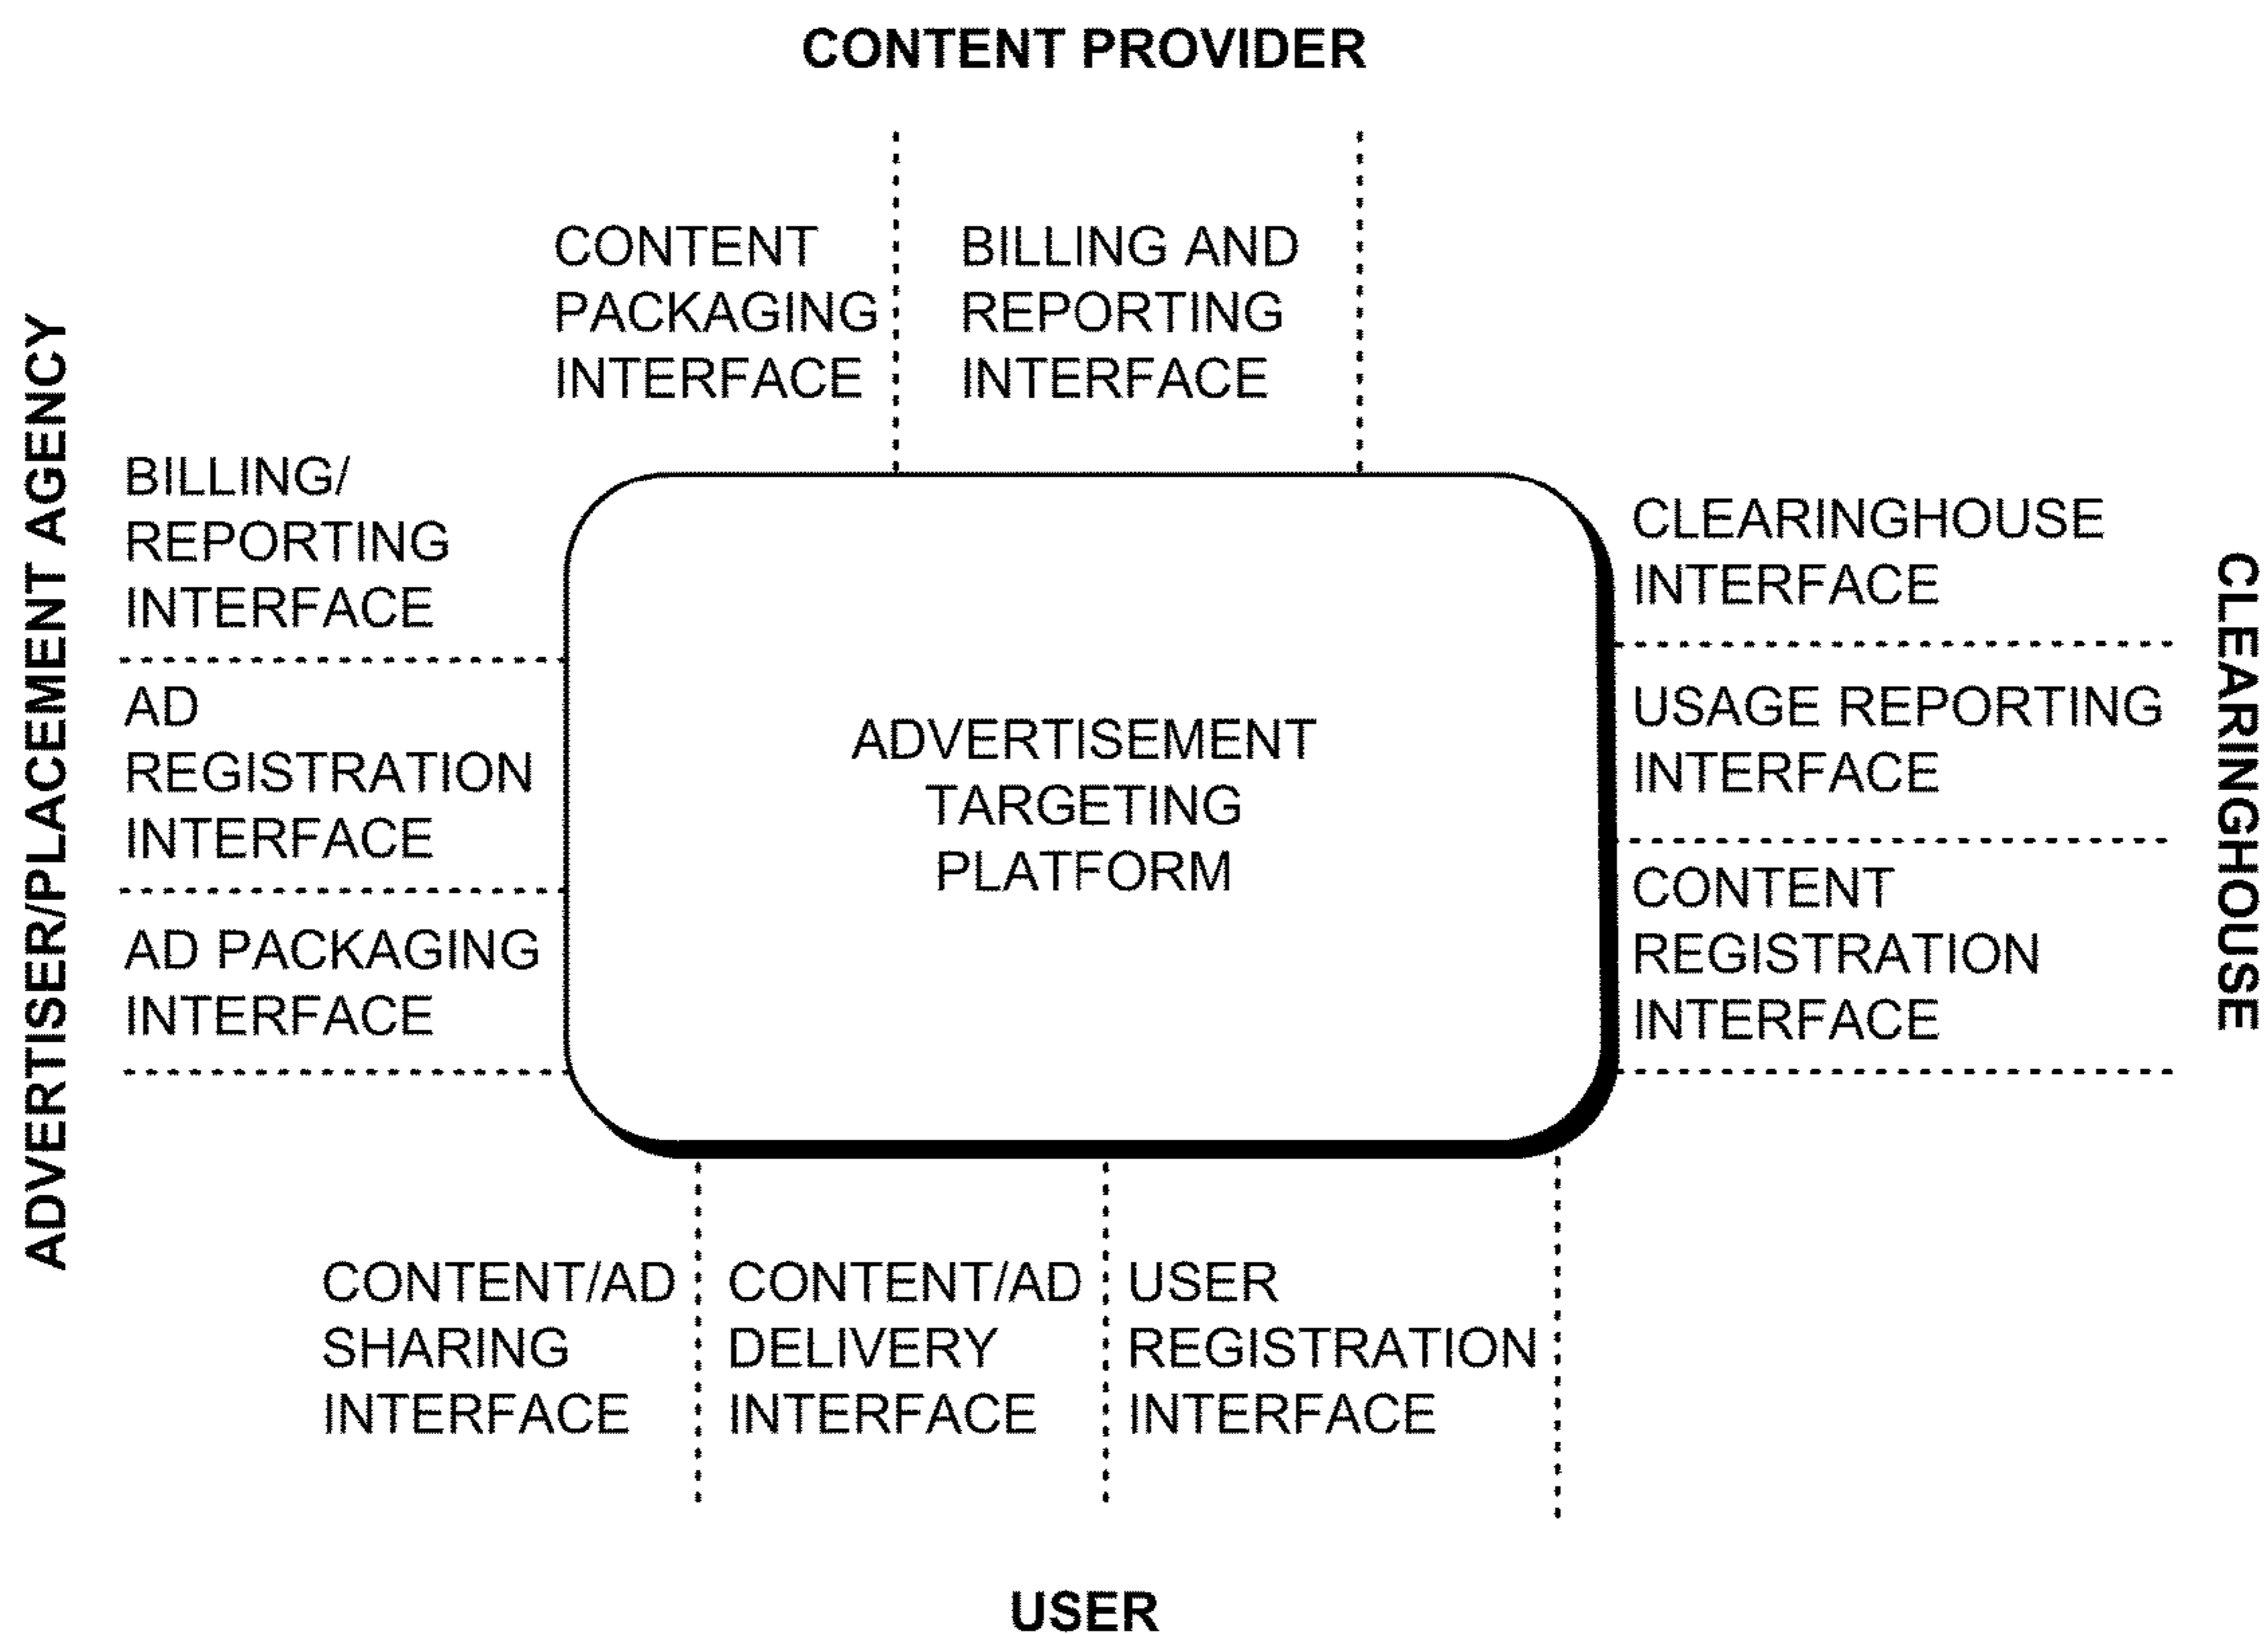 CONTENT PROVIDER
CONTENT
PACKAGING
INTERFACE
BILLING AND
REPORTING
INTERFACE
ADVERTISER/PLACEMENT AGENCY
BILLING/
REPORTING
INTERFACE
AD
REGISTRATION
INTERFACE
AD PACKAGING
INTERFACE
ADVERTISEMENT
TARGETING
PLATFORM
CLEARINGHOUSE
INTERFACE
USAGE REPORTING
INTERFACE
CONTENT
REGISTRATION
INTERFACE
CLEARINGHOUSE
CONTENT/AD
SHARING
INTERFACE
CONTENT/AD
DELIVERY
INTERFACE
USER
REGISTRATION
INTERFACE
USER